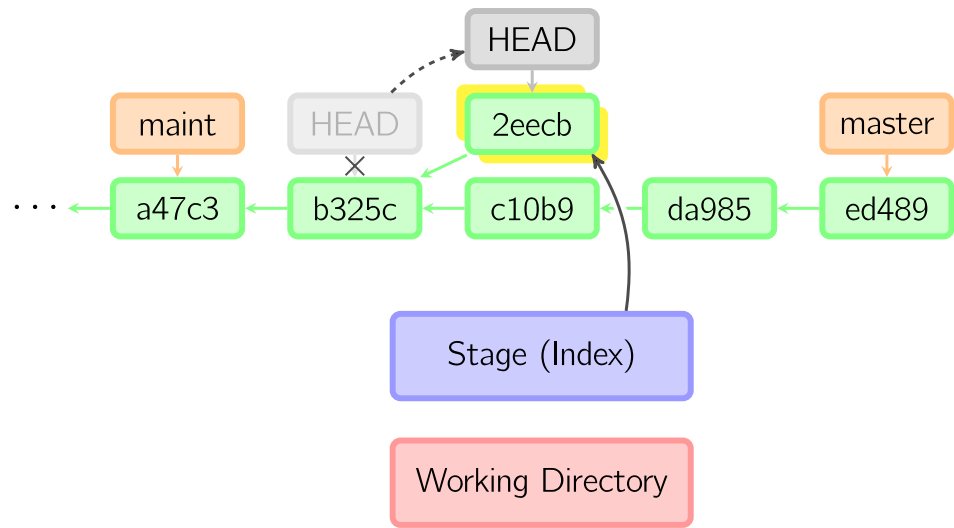 HEAD
maint
HEAD
2eecb
master
...
a47c3
b325c
c10b9
da985
ed489
Stage (Index)
Working Directory